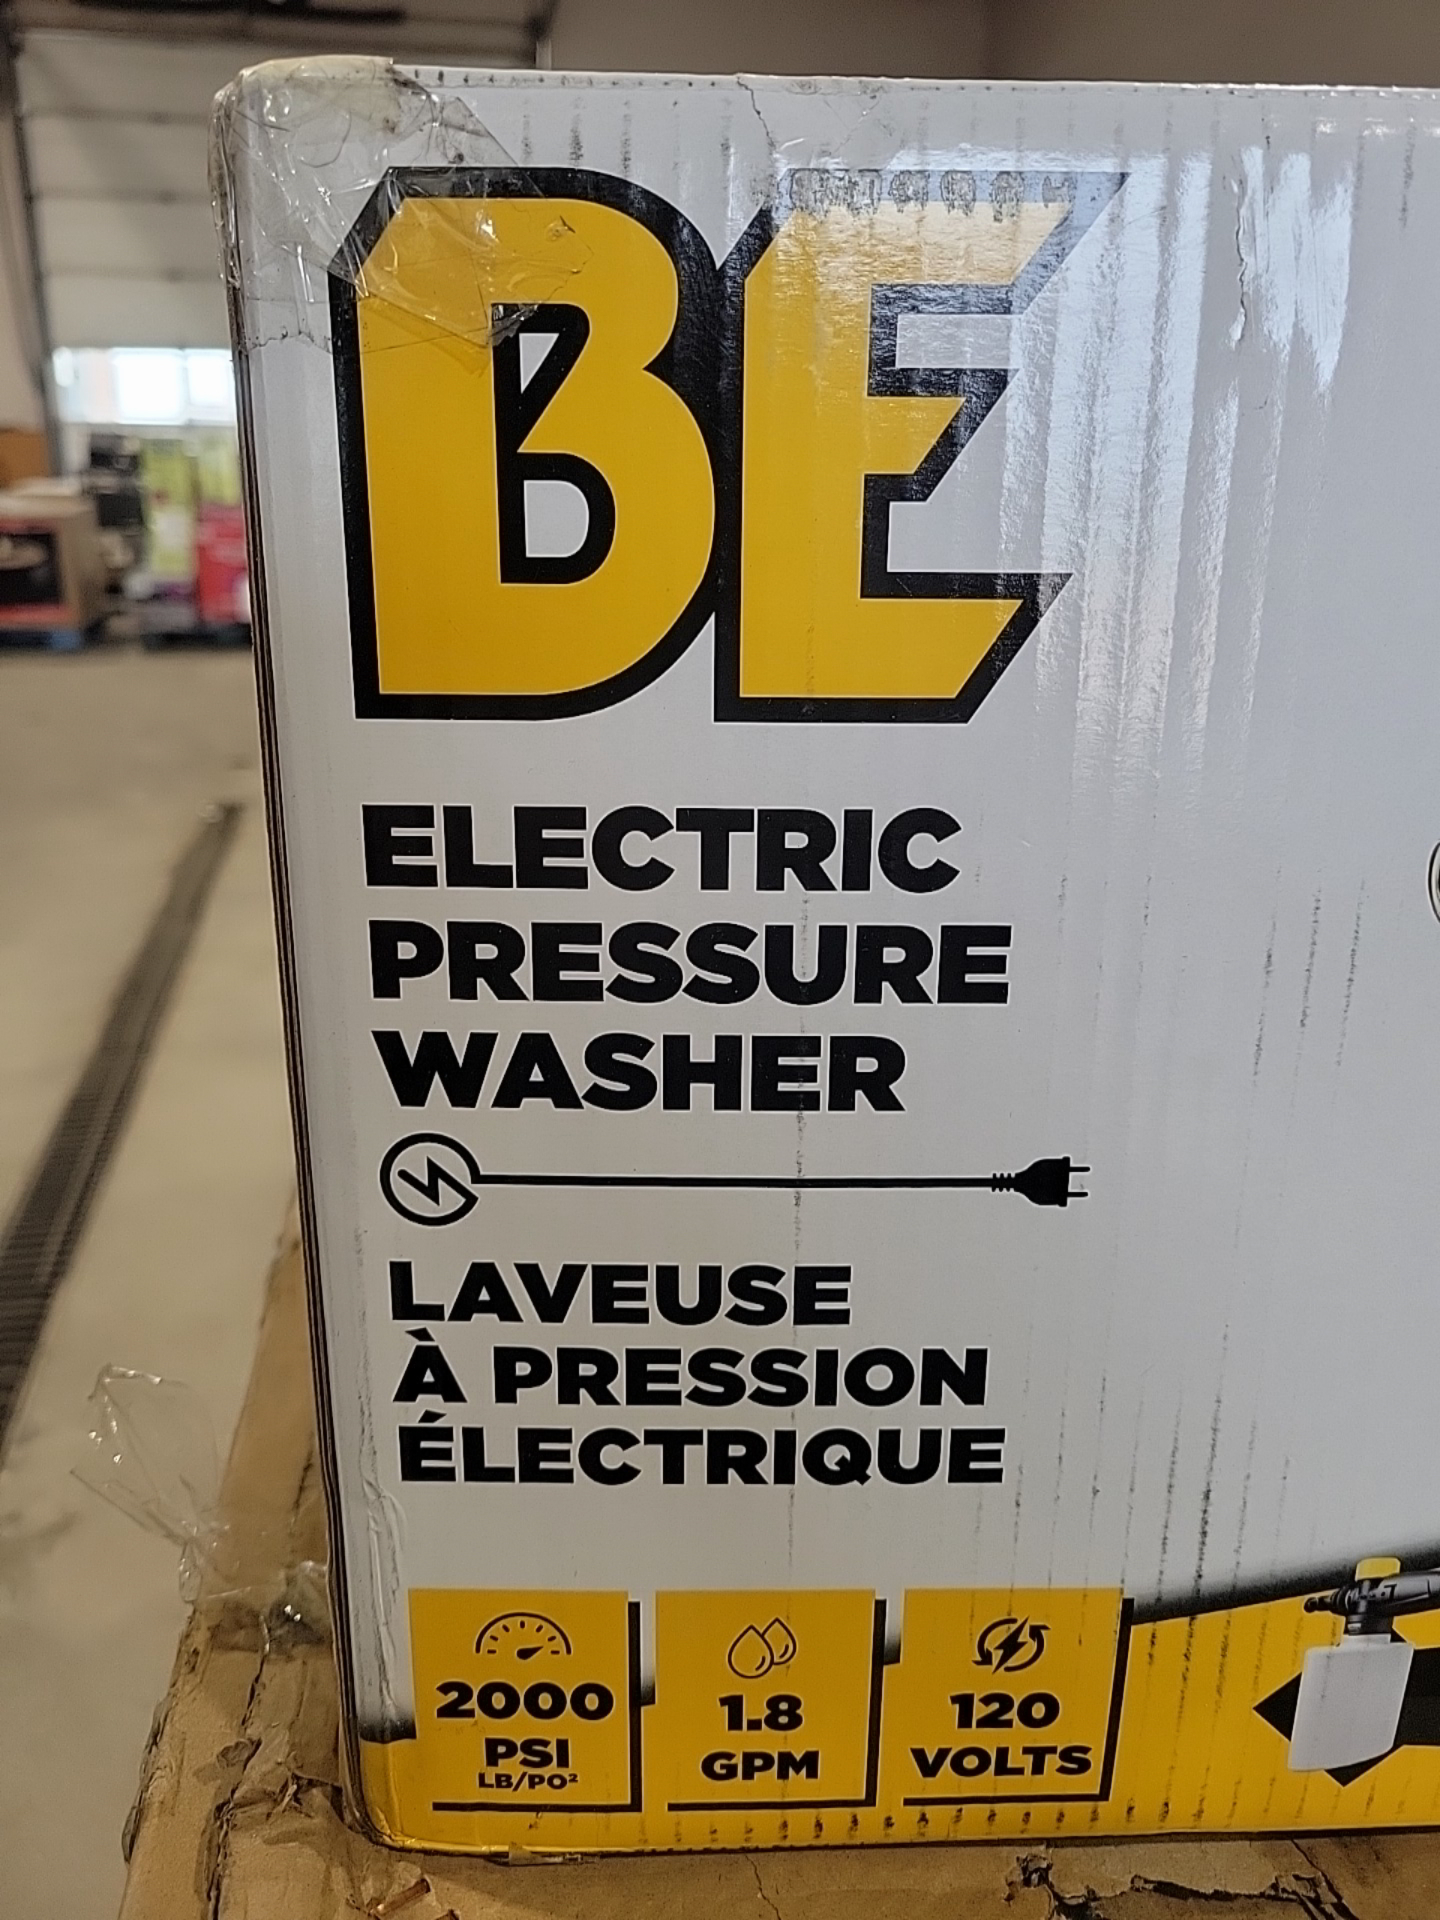 BE
ELECTRIC
PRESSURE
WASHER
LAVEUSE
À PRESSION
ÉLECTRIQUE
2000
PSI
LB/PO²
1.8
GPM
120
VOLTS